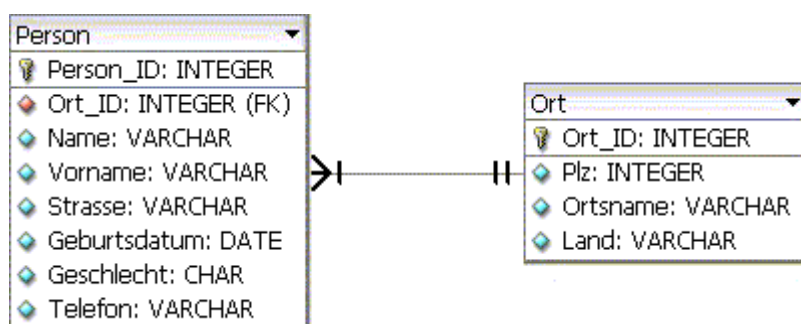 Person
Person_ID: INTEGER
Ort_ID: INTEGER (FK)
Name: VARCHAR
Vorname: VARCHAR
Strasse: VARCHAR
Geburtsdatum: DATE
Geschlecht: CHAR
Telefon: VARCHAR
Ort
Ort_ID: INTEGER
Plz: INTEGER
Ortsname: VARCHAR
Land: VARCHAR